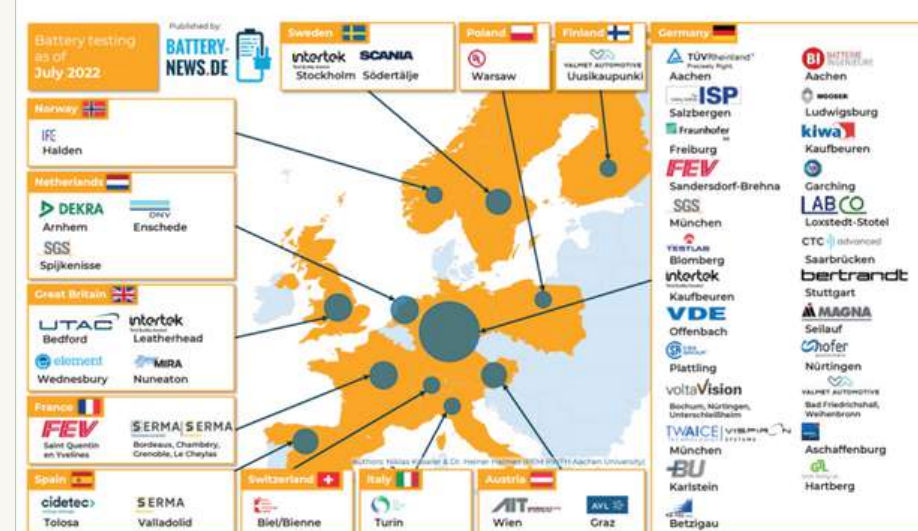 Battery testing
as of
July 2022
Published by:
BATTERY-
NEWS.DE
Sweden
intertek
SCANIA
Stockholm Södertälje
Poland
Warsaw
Finland
VALMET AUTOMOTIVE
Uusikaupunki
Norway
IFE
Halden
Netherlands
DEKRA
DNV
Arnhem
Enschede
SGS
Spijkenisse
Great Britain
UTAC
intertek
Bedford
Leatherhead
element
MIRA
Wednesbury
Nuneaton
France
FEV
SERMA SERMA
Saint Quentin
en Yvelines
Bordeaux, Chambéry,
Grenoble, Le Cheylas
Spain
cidetec>
SERMA
Tolosa
Valladolid
Switzerland
Biel/Bienne
Italy
Turin
Austria
AIT
AVL
Wien
Graz
Germany
TÜVRheinland
Precisely Right.
Aachen
BI BATTERIE
INGENIEURE
Aachen
ISP
Salzbergen
Ludwigsburg
Fraunhofer
Freiburg
kiwa
Kaufbeuren
FEV
Sandersdorf-Brehna
Garching
SGS
München
LABCO
Loxstedt-Stotel
TESTLAB
Blomberg
CTC advanced
Saarbrücken
intertek
Kaufbeuren
bertrandt
Stuttgart
VDE
Offenbach
MAGNA
Seilauf
Plattling
hofer
Nürtingen
voltaVision
Bochum, Nürtingen,
Unterschleißheim
VALMET AUTOMOTIVE
Bad Friedrichshall,
Weihenbronn
TWAICE VISPIRON
SYSTEMS
München
Aschaffenburg
BU
Karlstein
Hartberg
Betzigau